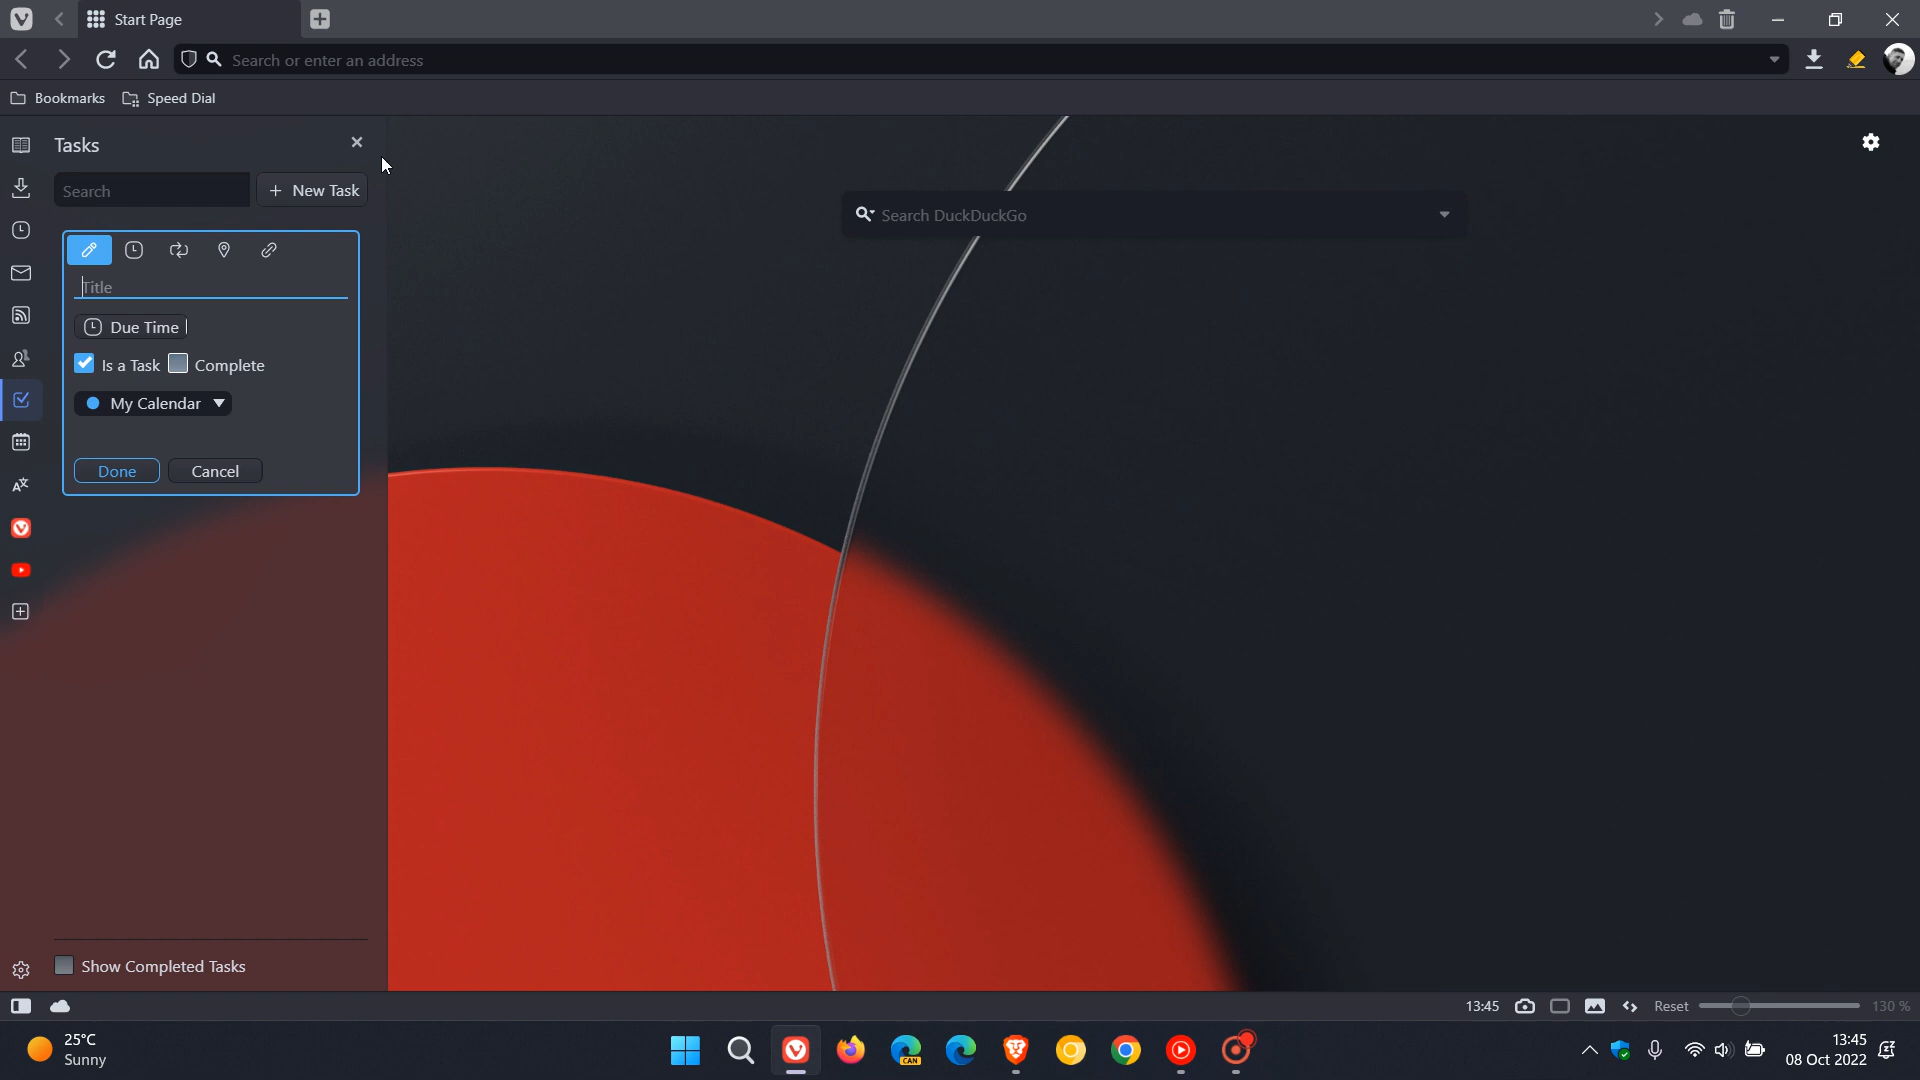 Start Page
Search or enter an address
Bookmarks
Speed Dial
Tasks
Search
New Task
Search DuckDuckGo
Title
Due Time
Is a Task
Complete
My Calendar
Done
Cancel
Show Completed Tasks
13:45
Reset
130 %
25°C
Sunny
CAN
13:45
08 Oct 2022